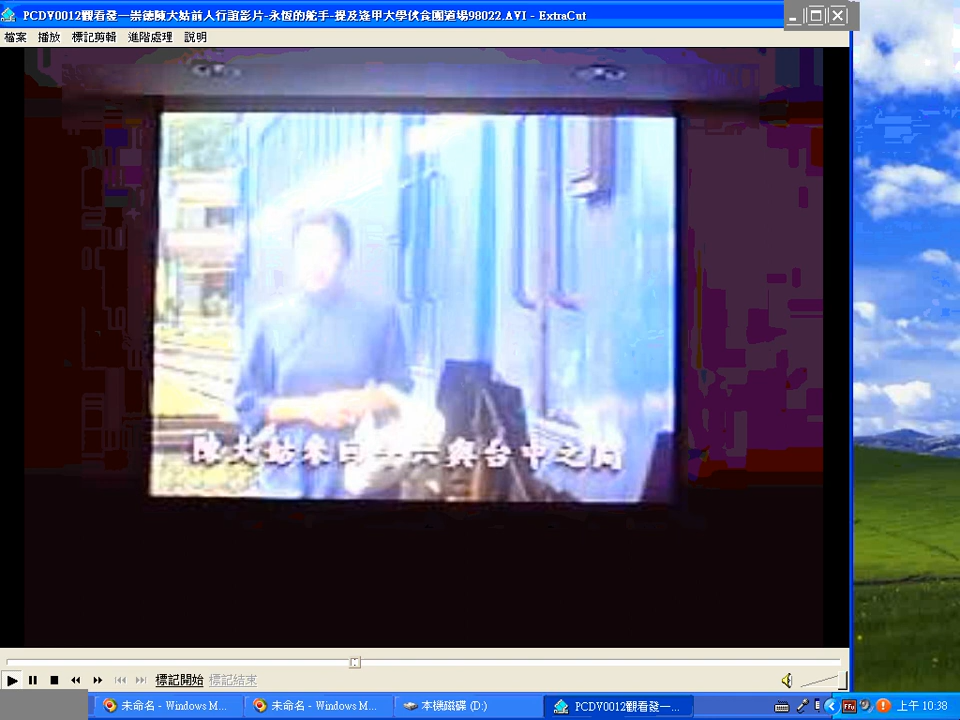 PCDV0012觀看發一崇德陳大姑前人行誼影片-永恆的舵手-提及逢甲大學伙食團道場98022.AVI - ExtraCut
檔案 播放 標記剪輯 進階處理 說明
陳大姑來回斗六與台中之間
標記開始 標記結束
未命名 - Windows M...
未命名 - Windows M...
本機磁碟 (D:)
PCDV0012觀看發一...
上午 10:38